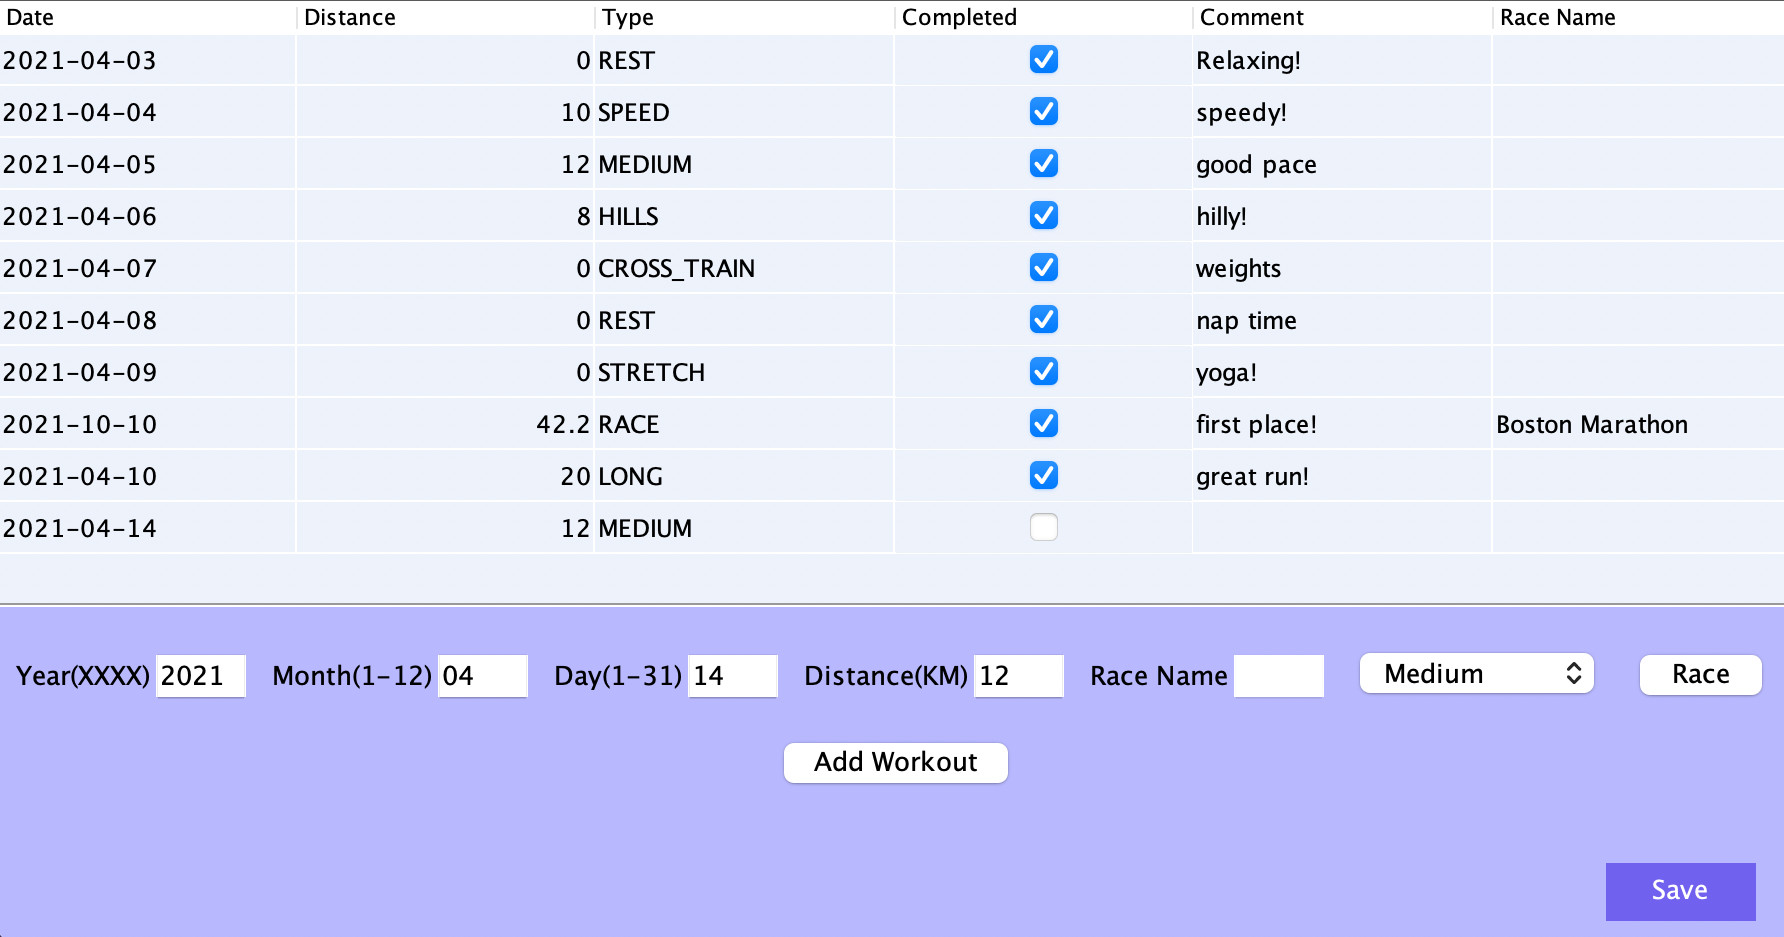 Date Distance Type Completed Comment Race Name
2021-04-03 0 REST Relaxing!
2021-04-04 10 SPEED speedy!
2021-04-05 12 MEDIUM good pace
2021-04-06 8 HILLS hilly!
2021-04-07 0 CROSS_TRAIN weights
2021-04-08 0 REST nap time
2021-04-09 0 STRETCH yoga!
2021-10-10 42.2 RACE first place! Boston Marathon
2021-04-10 20 LONG great run!
2021-04-14 12 MEDIUM
Year(XXXX) 2021 Month(1-12) 04 Day(1-31) 14 Distance(KM) 12 Race Name Medium Race
Add Workout
Save